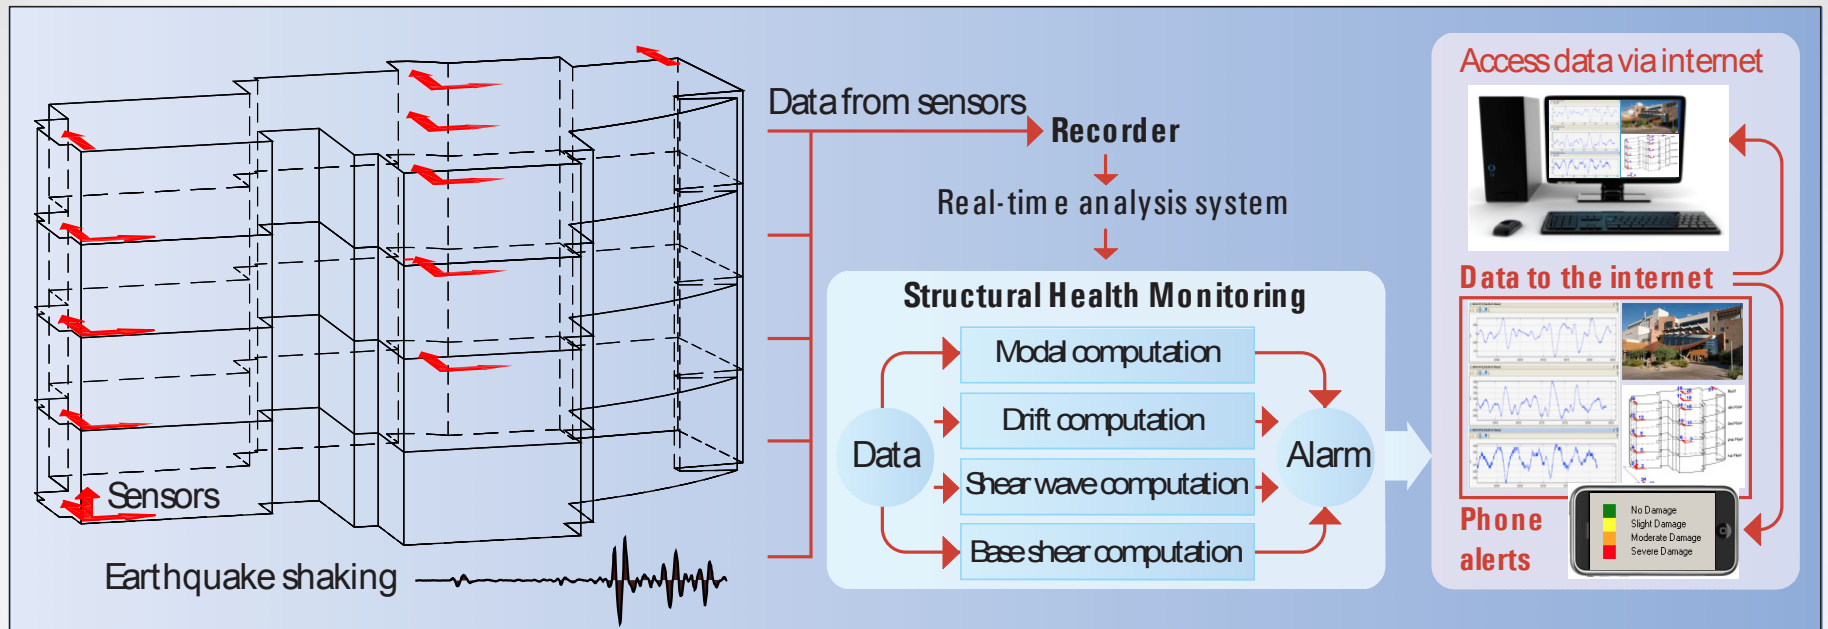 Sensors
Earthquake shaking
Data from sensors
Recorder
Real-time analysis system
Structural Health Monitoring
Data
Modal computation
Drift computation
Shear wave computation
Base shear computation
Alarm
Access data via internet
Data to the internet
Phone
alerts
No Damage
Slight Damage
Moderate Damage
Severe Damage